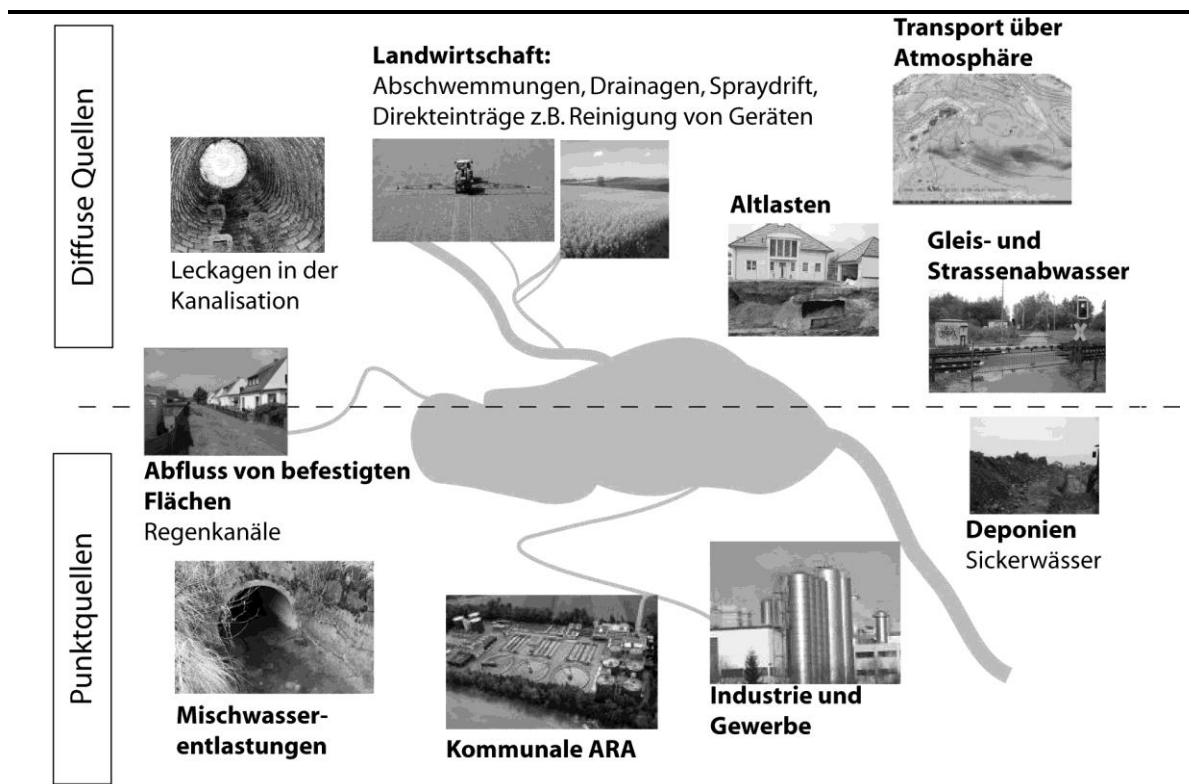 Diffuse Quellen
Landwirtschaft:
Abschwemmungen, Drainagen, Spraydrift,
Direkteinträge z.B. Reinigung von Geräten
Transport über
Atmosphäre
Leckagen in der
Kanalisation
Altlasten
Gleis- und
Strassenabwasser
Punktquellen
Abfluss von befestigten
Flächen
Regenkanäle
Deponien
Sickerwässer
Mischwasser-
entlastungen
Kommunale ARA
Industrie und
Gewerbe